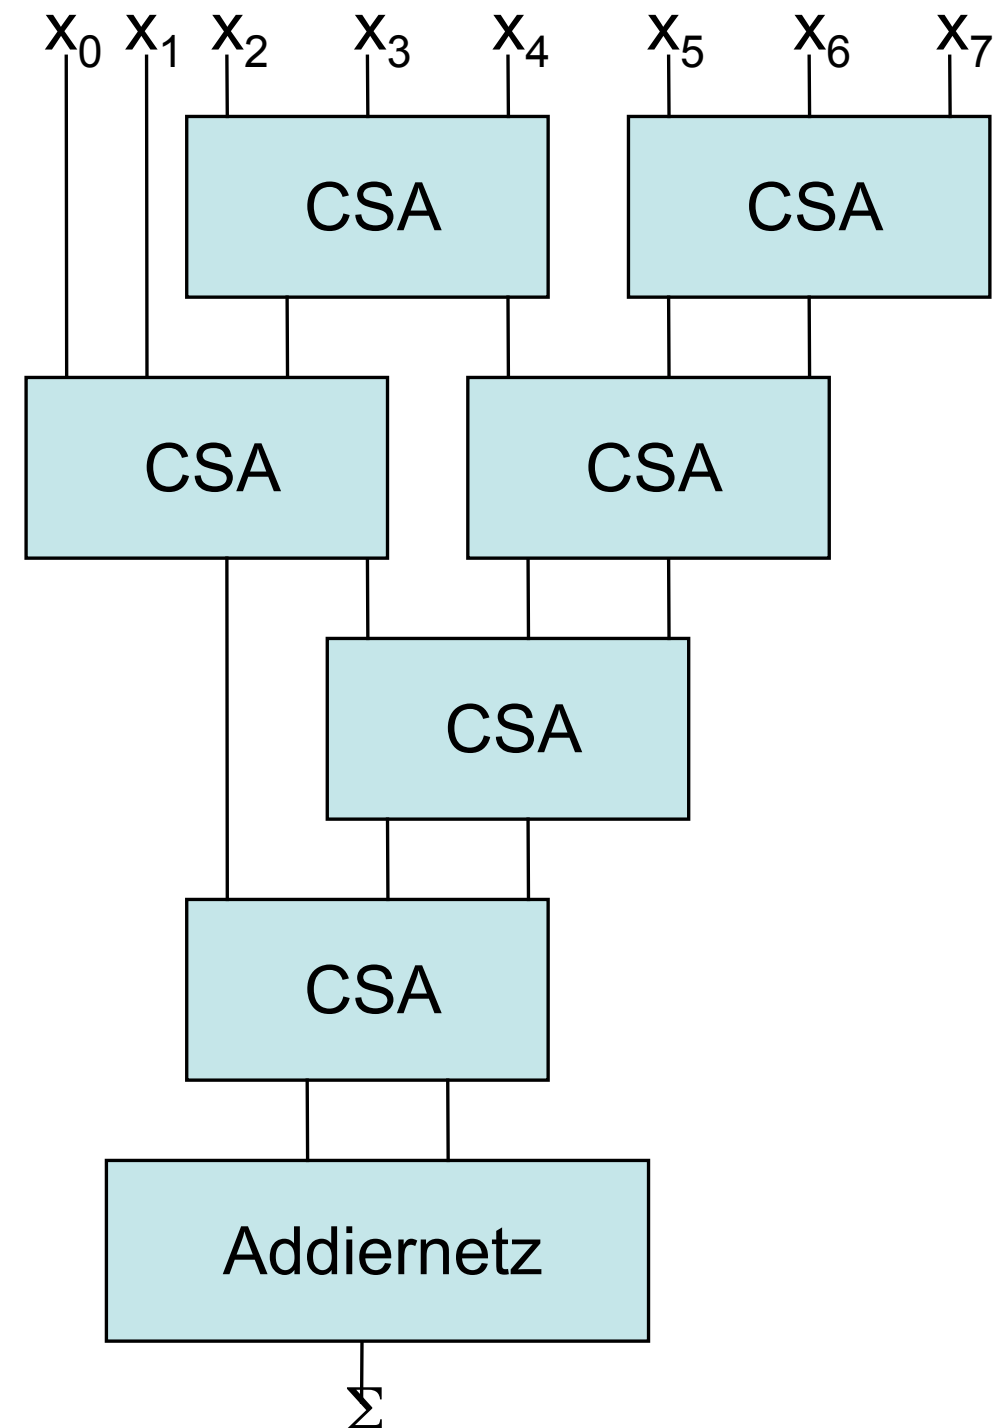 x₀ x₁ x₂ x₃ x₄ x₅ x₆ x₇
CSA CSA
CSA CSA
CSA
CSA
Addiernetz
Σ